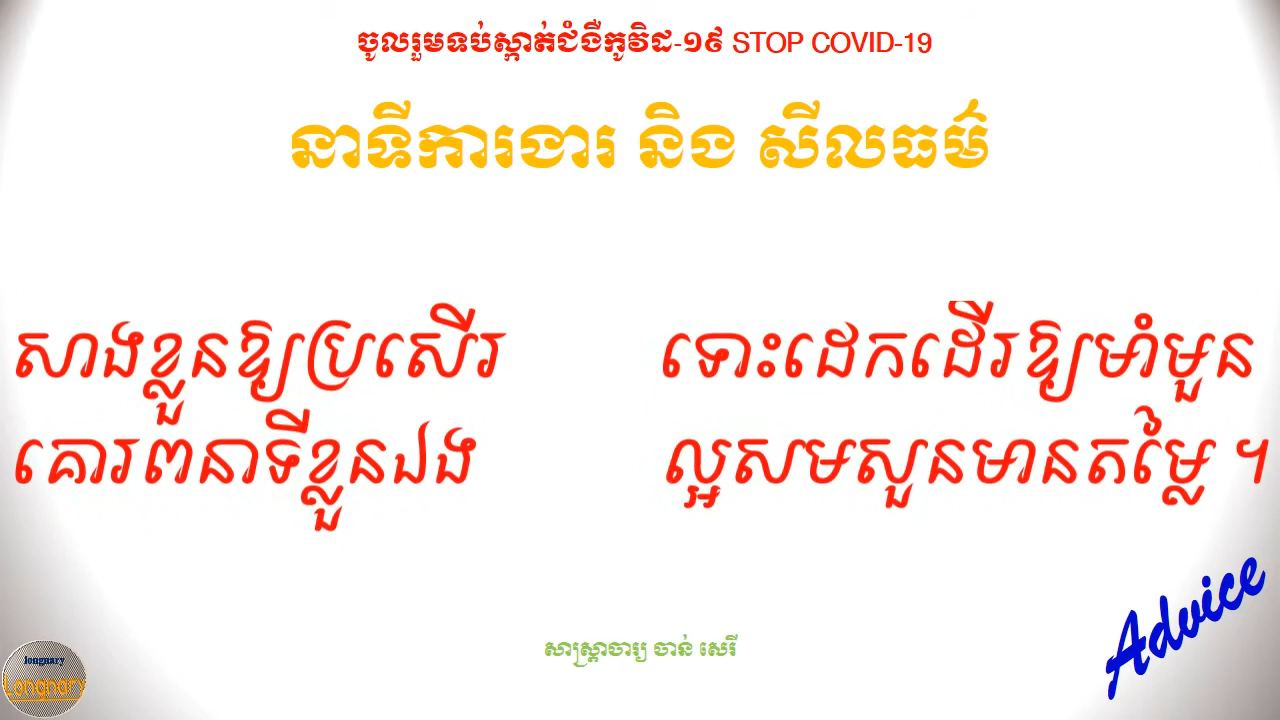 ចូលរួមទប់ស្កាត់ជំងឺកូវិដ-១៩ STOP COVID-19
នាទីការងារ និង សីលធម៌
សាងខ្លួនឱ្យប្រសើរ ទោះដេកដើរឱ្យមាំមួន
គោរពនាទីខ្លួនឯង ល្អសមសួនមានតម្លៃ ។
Advice
សាស្ត្រាចារ្យ ចាន់ សេរី
longnary
Longnary